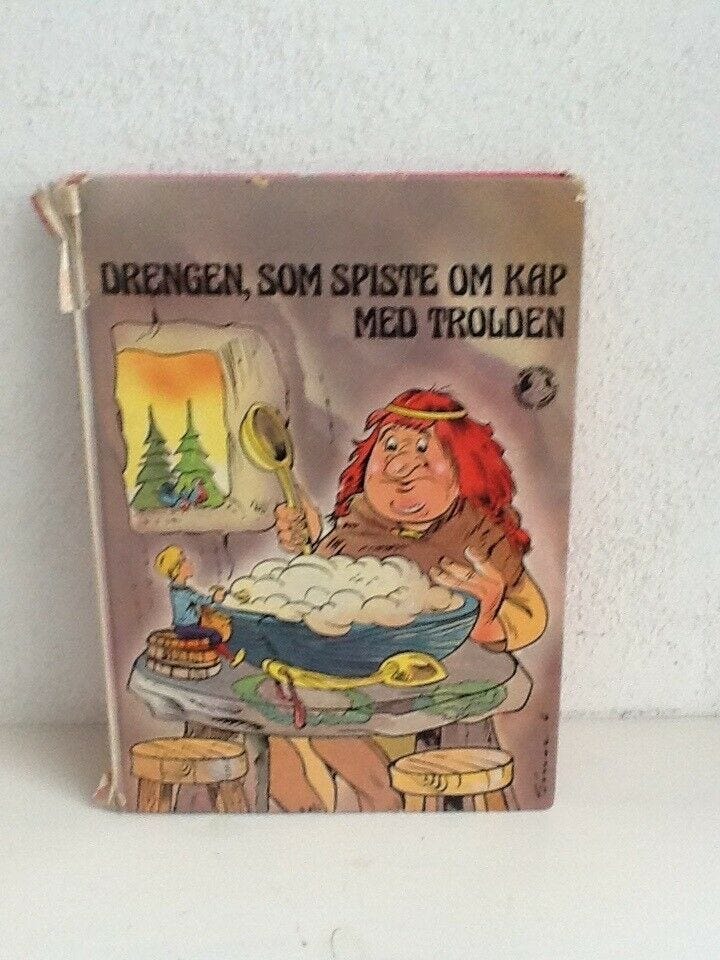 DRENGEN, SOM SPISTE OM KAP
MED TROLDEN